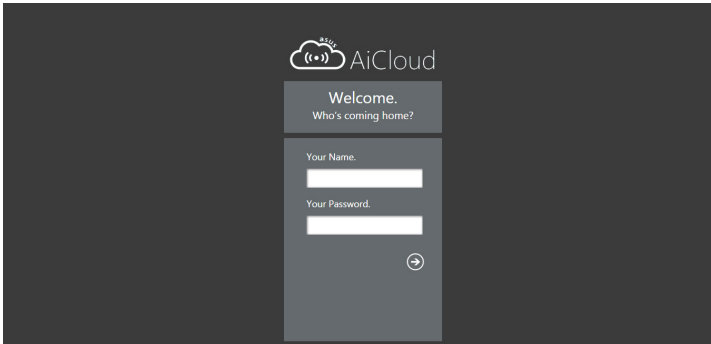 asus
AiCloud
Welcome.
Who's coming home?
Your Name.
Your Password.